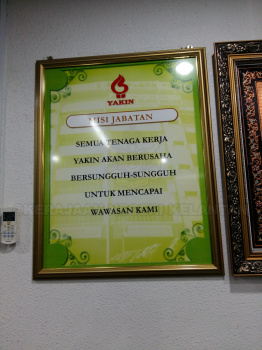 YAKIN
MISI JABATAN
SEMUA TENAGA KERJA
YAKIN AKAN BERUSAHA
BERSUNGGUH-SUNGGUH
UNTUK MENCAPAI
WAWASAN KAMI